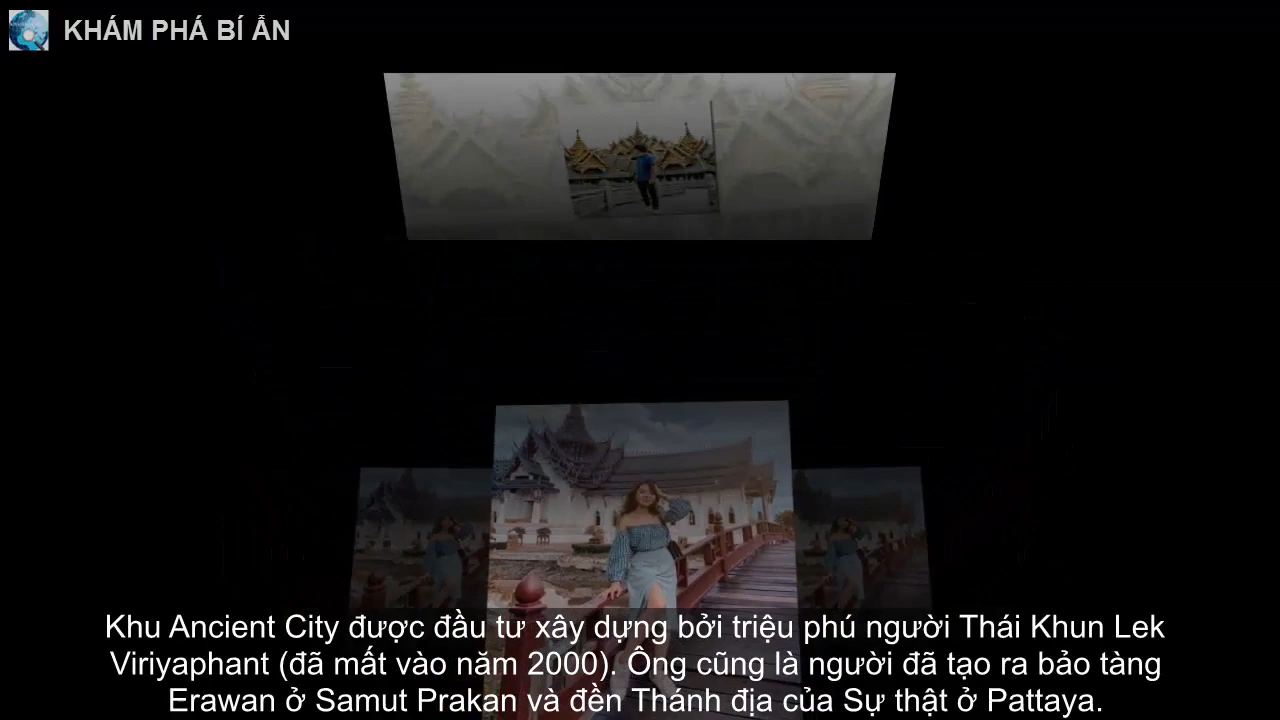 KHÁM PHÁ BÍ ẨN
Khu Ancient City được đầu tư xây dựng bởi triệu phú người Thái Khun Lek
Viriyaphant (đã mất vào năm 2000). Ông cũng là người đã tạo ra bảo tàng
Erawan ở Samut Prakan và đền Thánh địa của Sự thật ở Pattaya.